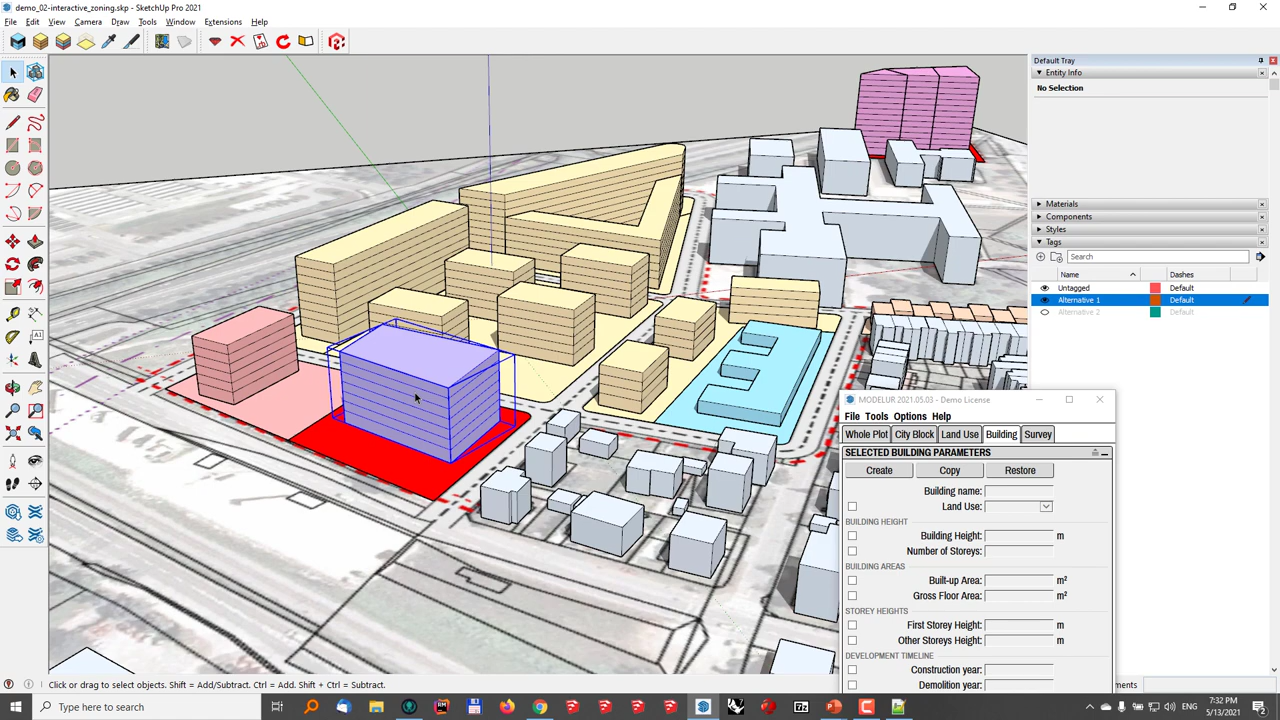 demo_02-interactive_zoning.skp - SketchUp Pro 2021
File Edit View Camera Draw Tools Window Extensions Help
Default Tray
Entity Info
No Selection
Materials
Components
Styles
Tags
Search
Name Dashes
Untagged Default
Alternative 1 Default
Alternative 2 Default
MODELUR 2021.05.03 - Demo License
File Tools Options Help
Whole Plot City Block Land Use Building Survey
SELECTED BUILDING PARAMETERS
Create Copy Restore
Building name:
Land Use:
BUILDING HEIGHT
Building Height: m
Number of Storeys:
BUILDING AREAS
Built-up Area: m²
Gross Floor Area: m²
STOREY HEIGHTS
First Storey Height: m
Other Storeys Height: m
DEVELOPMENT TIMELINE
Construction year:
Demolition year:
Click or drag to select objects. Shift = Add/Subtract. Ctrl = Add. Shift + Ctrl = Subtract.
ments
Type here to search
ENG
7:32 PM
5/13/2021